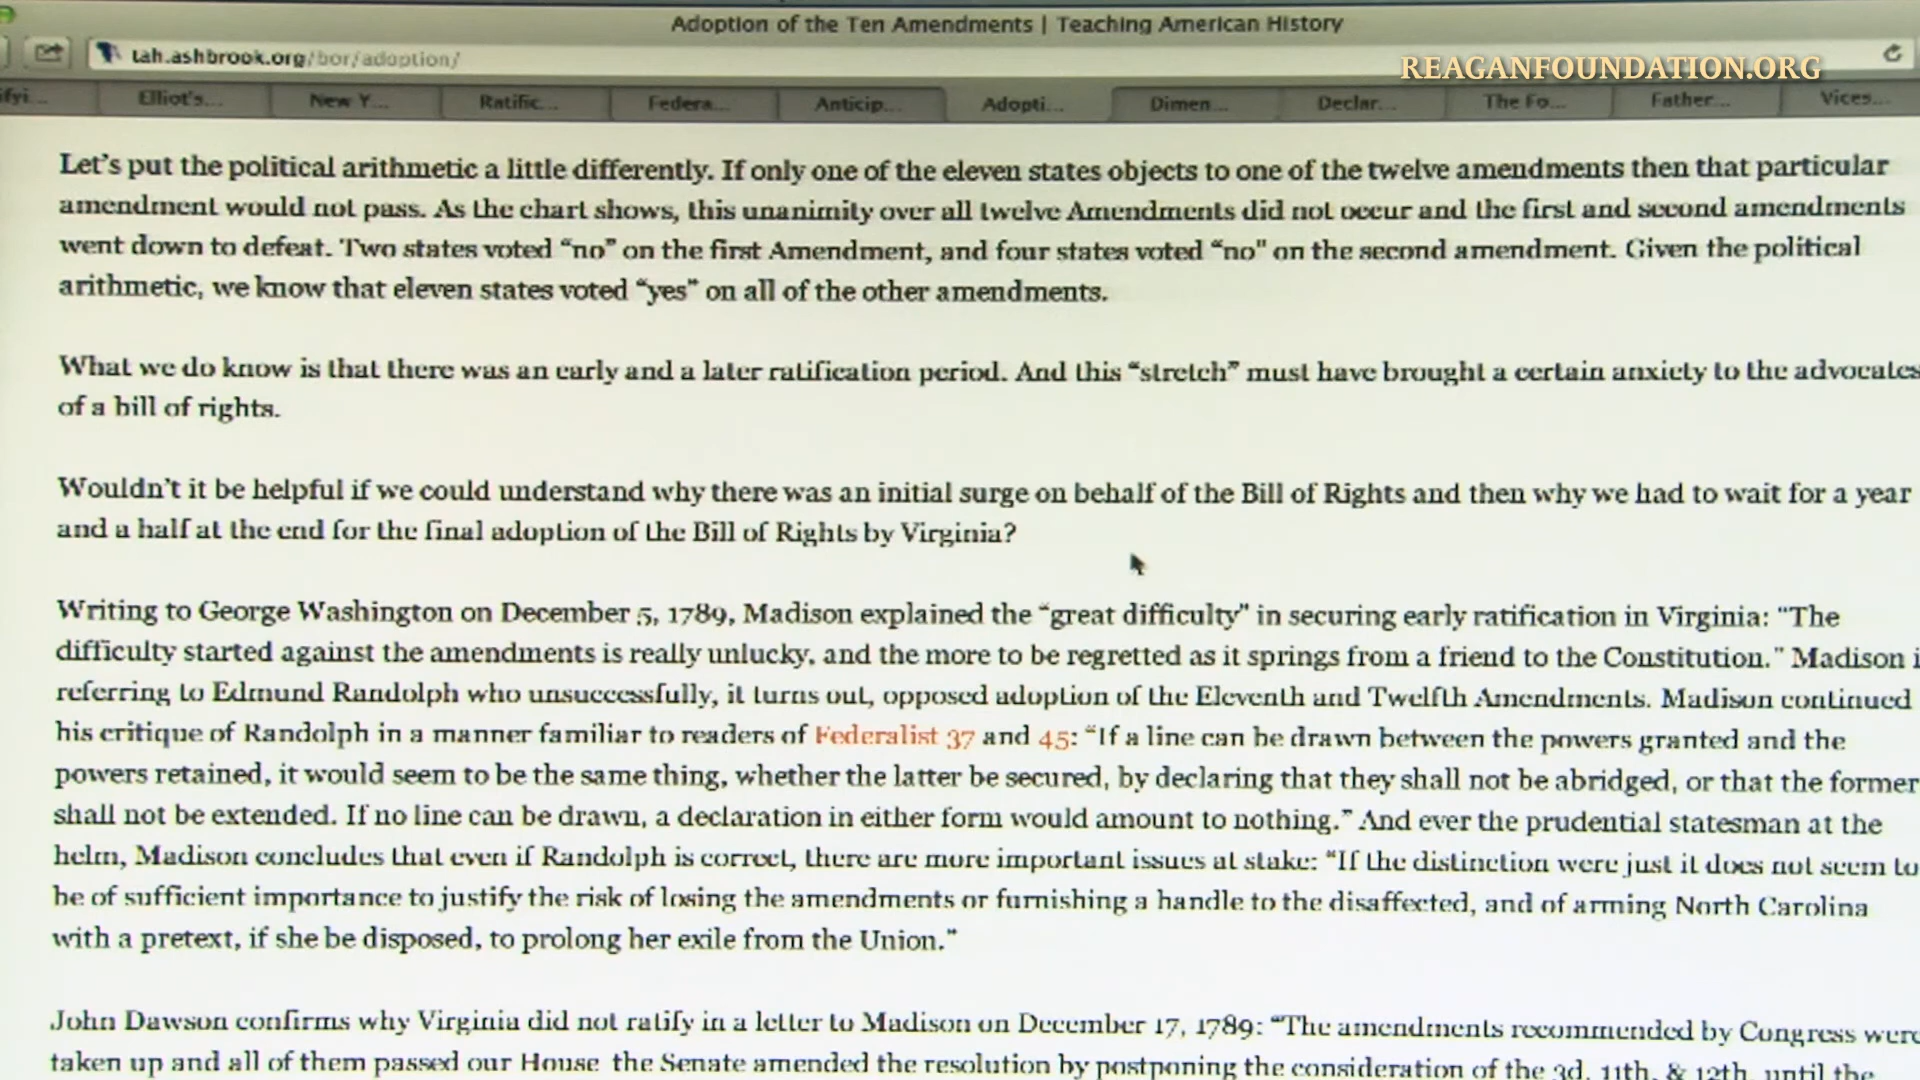 Adoption of the Ten Amendments | Teaching American History
tah.ashbrook.org/bor/adoption/
REAGANFOUNDATION.ORG
ifyi... Elliot's... New Y... Ratific... Federa... Anticip... Adopti... Dimen... Declar... The Fo... Father... Vices...
Let's put the political arithmetic a little differently. If only one of the eleven states objects to one of the twelve amendments then that particular
amendment would not pass. As the chart shows, this unanimity over all twelve Amendments did not occur and the first and second amendments
went down to defeat. Two states voted “no” on the first Amendment, and four states voted “no" on the second amendment. Given the political
arithmetic, we know that eleven states voted “yes” on all of the other amendments.
What we do know is that there was an early and a later ratification period. And this “stretch” must have brought a certain anxiety to the advocates
of a bill of rights.
Wouldn't it be helpful if we could understand why there was an initial surge on behalf of the Bill of Rights and then why we had to wait for a year
and a half at the end for the final adoption of the Bill of Rights by Virginia?
Writing to George Washington on December 5, 1789, Madison explained the “great difficulty” in securing early ratification in Virginia: “The
difficulty started against the amendments is really unlucky, and the more to be regretted as it springs from a friend to the Constitution.” Madison i
referring to Edmund Randolph who unsuccessfully, it turns out, opposed adoption of the Eleventh and Twelfth Amendments. Madison continued
his critique of Randolph in a manner familiar to readers of Federalist 37 and 45: “If a line can be drawn between the powers granted and the
powers retained, it would seem to be the same thing, whether the latter be secured, by declaring that they shall not be abridged, or that the former
shall not be extended. If no line can be drawn, a declaration in either form would amount to nothing.” And ever the prudential statesman at the
helm, Madison concludes that even if Randolph is correct, there are more important issues at stake: “If the distinction were just it does not seem to
be of sufficient importance to justify the risk of losing the amendments or furnishing a handle to the disaffected, and of arming North Carolina
with a pretext, if she be disposed, to prolong her exile from the Union.”
John Dawson confirms why Virginia did not ratify in a letter to Madison on December 17, 1789: “The amendments recommended by Congress were
taken up and all of them passed our House the Senate amended the resolution by postponing the consideration of the 3d, 11th, & 12th, until the